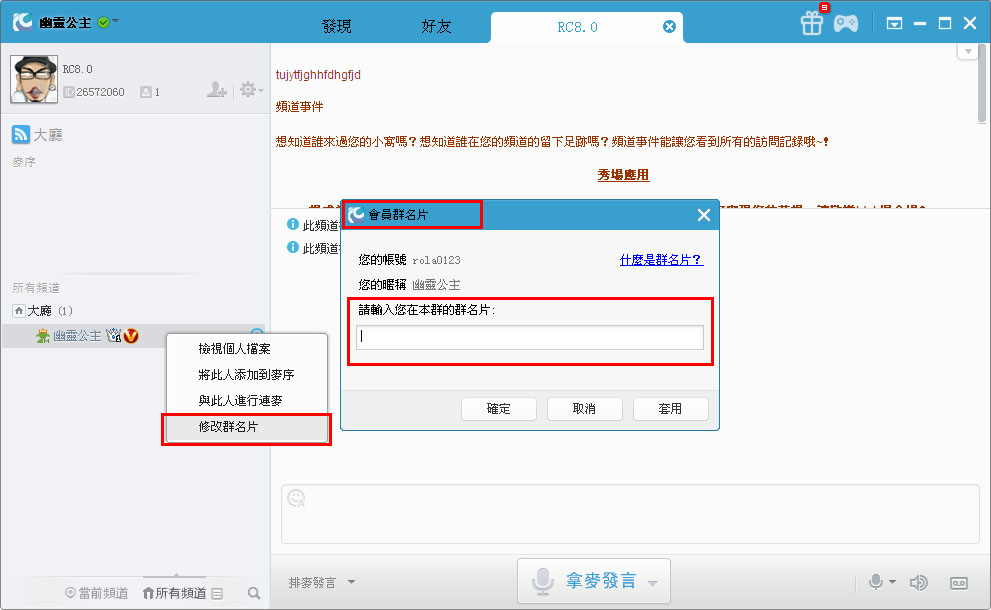 幽靈公主
發現
好友
RC8.0
9
RC8.0
ID 26572060 1
大廳
麥序
所有頻道
大廳 (1)
幽靈公主
檢視個人檔案
將此人添加到麥序
與此人進行連麥
修改群名片
當前頻道
所有頻道
tujytfjghhfdhgfjd
頻道事件
想知道誰來過您的小窩嗎？想知道誰在您的頻道的留下足跡嗎？頻道事件能讓您看到所有的訪問記錄哦~!
秀場應用
此頻道
此頻道
會員群名片
您的帳號 rola0123
什麼是群名片?
您的暱稱 幽靈公主
請輸入您在本群的群名片:
確定
取消
套用
排麥發言
拿麥發言